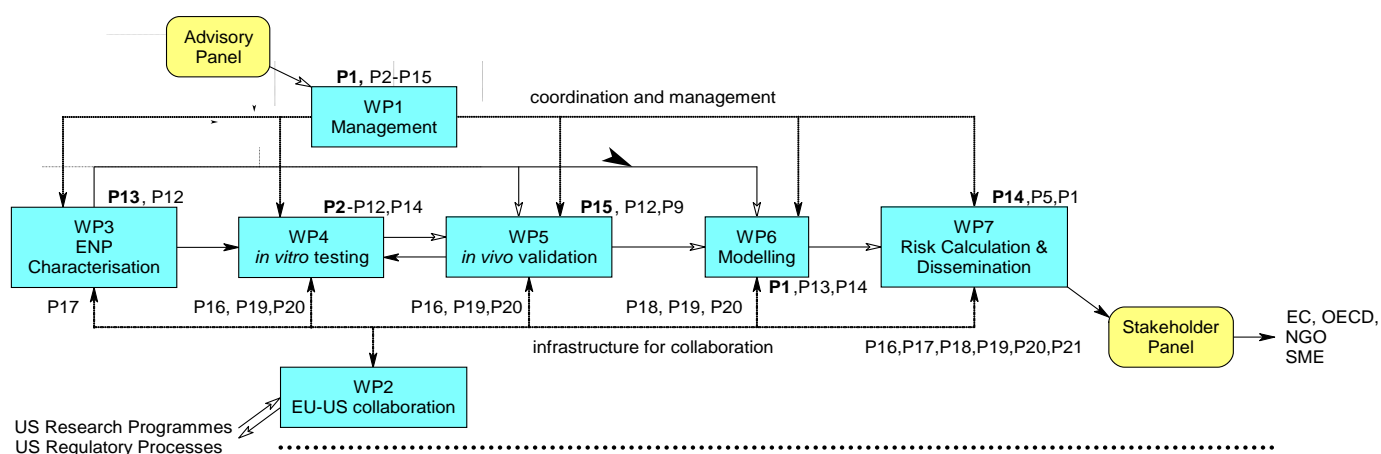 Advisory
Panel
P1, P2-P15
WP1
Management
coordination and management
P13, P12
WP3
ENP
Characterisation
P17
P2-P12,P14
WP4
in vitro testing
P16, P19,P20
P15, P12,P9
WP5
in vivo validation
P16, P19,P20
WP6
Modelling
P1 ,P13,P14
P18, P19, P20
P14,P5,P1
WP7
Risk Calculation &
Dissemination
P16,P17,P18,P19,P20,P21
infrastructure for collaboration
Stakeholder
Panel
EC, OECD,
NGO
SME
WP2
EU-US collaboration
US Research Programmes
US Regulatory Processes